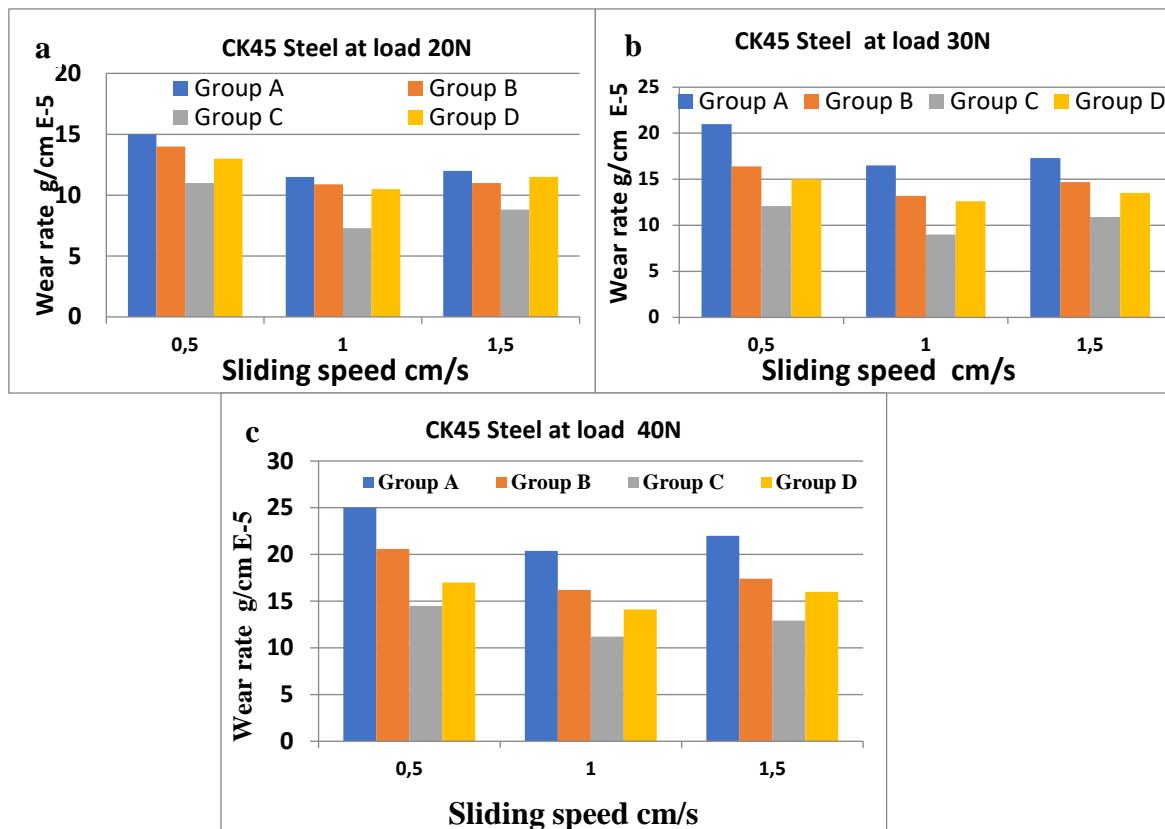 a
CK45 Steel at load 20N
Group A Group B
Group C Group D
Wear rate g/cm E-5
20
15
10
5
0
0,5 1 1,5
Sliding speed cm/s
b
CK45 Steel at load 30N
Group A Group B Group C Group D
Wear rate g/cm E-5
25
20
15
10
5
0
0,5 1 1,5
Sliding speed cm/s
c
CK45 Steel at load 40N
Group A Group B Group C Group D
Wear rate g/cm E-5
30
25
20
15
10
5
0
0,5 1 1,5
Sliding speed cm/s